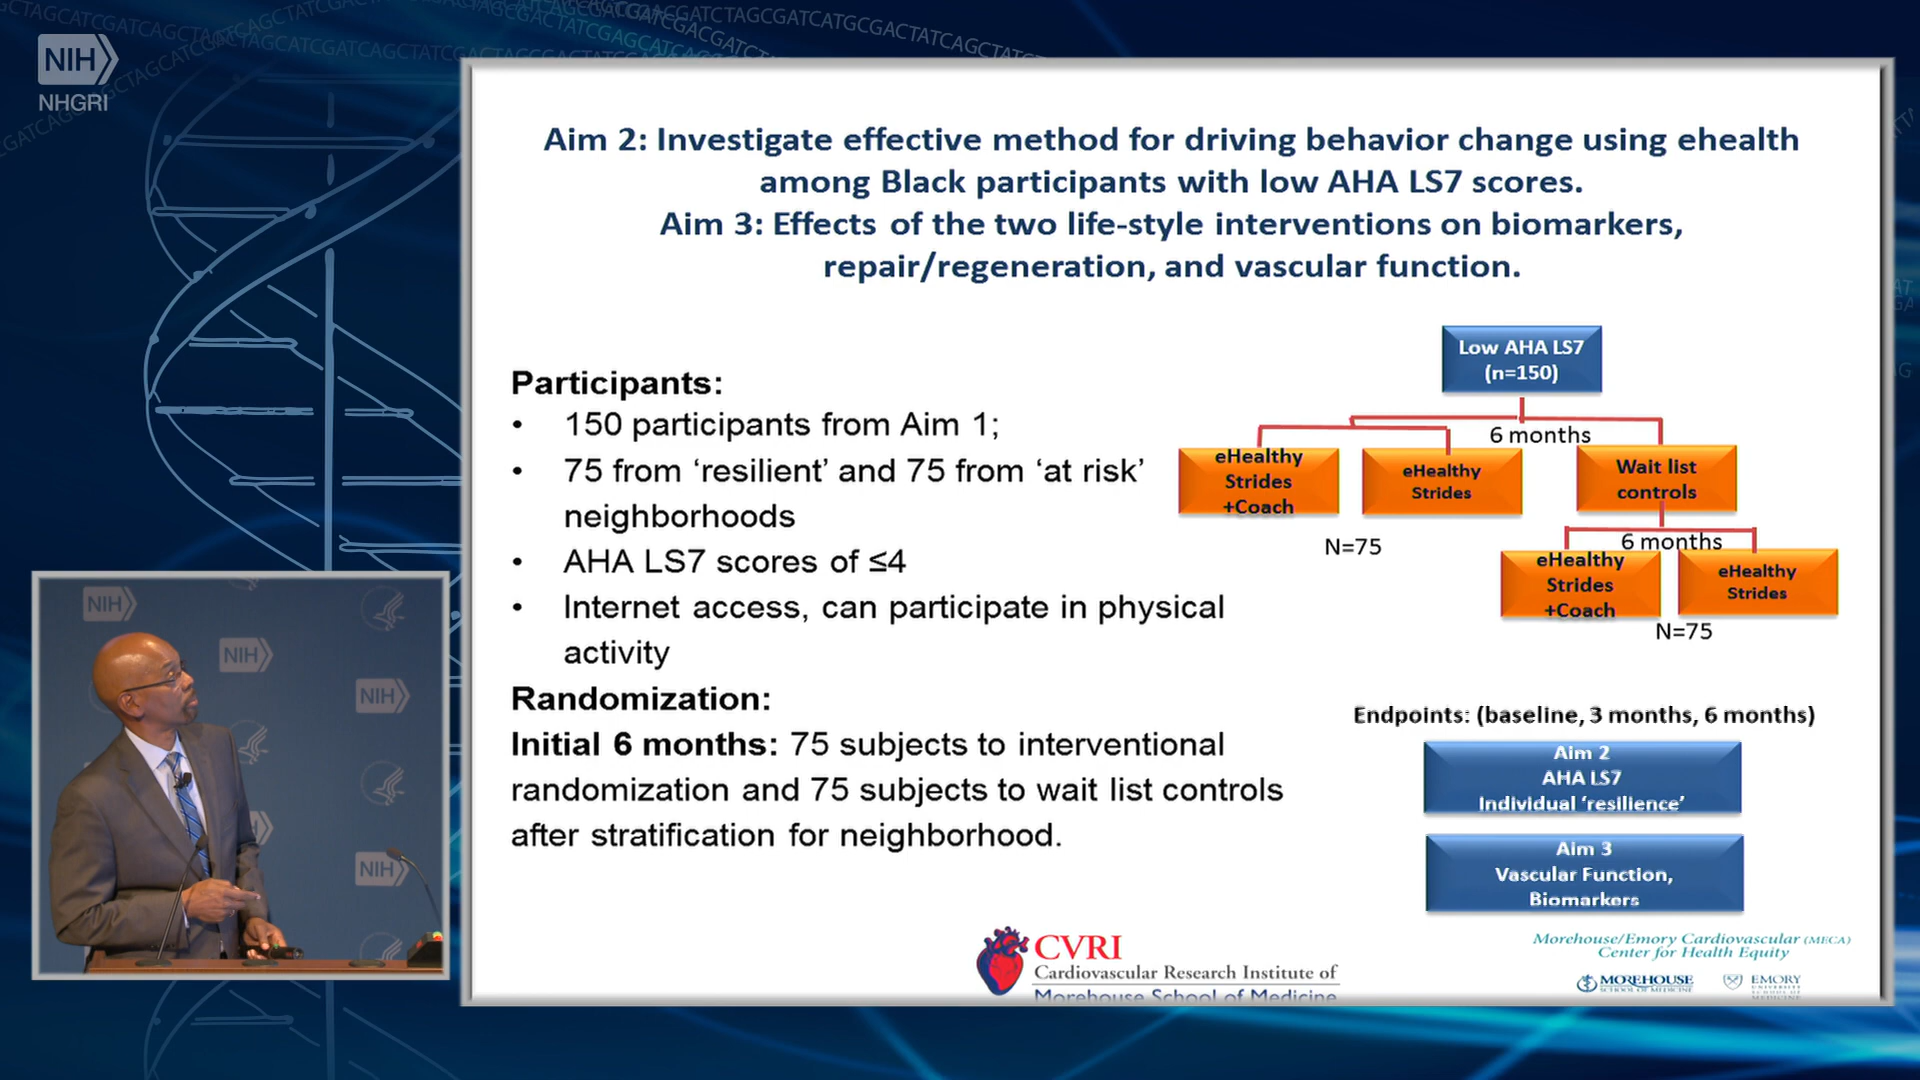 NIH
NHGRI
Aim 2: Investigate effective method for driving behavior change using ehealth
among Black participants with low AHA LS7 scores.
Aim 3: Effects of the two life-style interventions on biomarkers,
repair/regeneration, and vascular function.
Participants:
• 150 participants from Aim 1;
• 75 from ‘resilient’ and 75 from ‘at risk’
neighborhoods
• AHA LS7 scores of ≤4
• Internet access, can participate in physical
activity
Randomization:
Initial 6 months: 75 subjects to interventional
randomization and 75 subjects to wait list controls
after stratification for neighborhood.
Low AHA LS7
(n=150)
6 months
eHealthy
Strides
+Coach
eHealthy
Strides
Wait list
controls
N=75
6 months
eHealthy
Strides
+Coach
eHealthy
Strides
N=75
Endpoints: (baseline, 3 months, 6 months)
Aim 2
AHA LS7
Individual ‘resilience’
Aim 3
Vascular Function,
Biomarkers
CVRI
Cardiovascular Research Institute of
Morehouse School of Medicine
Morehouse/Emory Cardiovascular (MECA)
Center for Health Equity
MOREHOUSE
SCHOOL OF MEDICINE
EMORY
UNIVERSITY
SCHOOL OF
MEDICINE
NIH
NIH
NIH
NIH